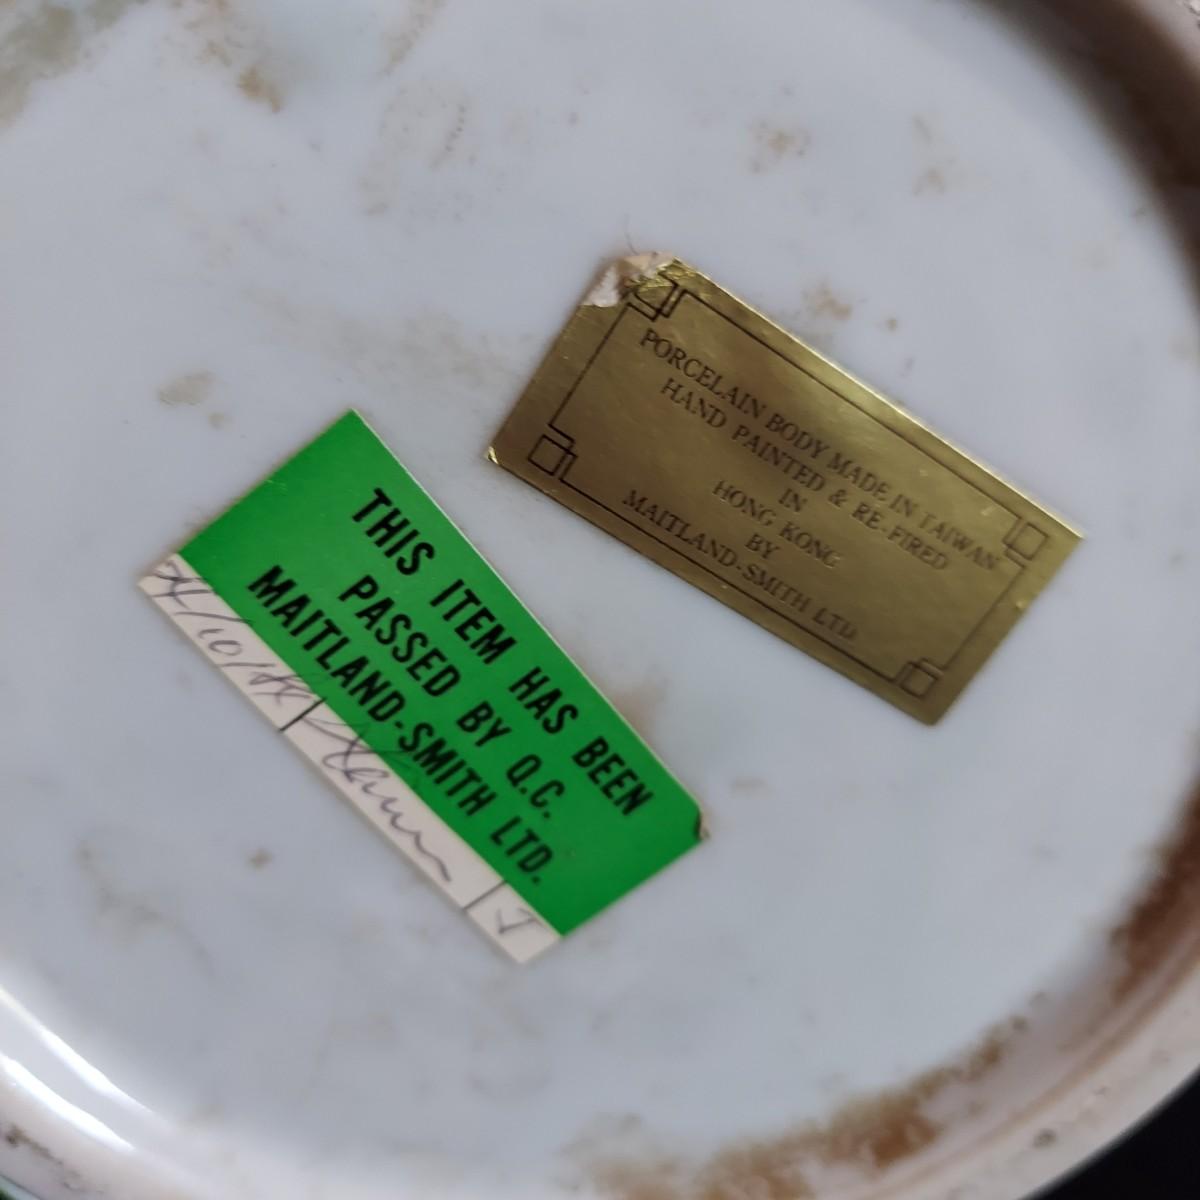 PORCELAIN BODY MADE IN TAIWAN
HAND PAINTED & RE-FIRED
IN
HONG KONG
BY
MAITLAND-SMITH LTD
THIS ITEM HAS BEEN
PASSED BY Q.C.
MAITLAND-SMITH LTD.